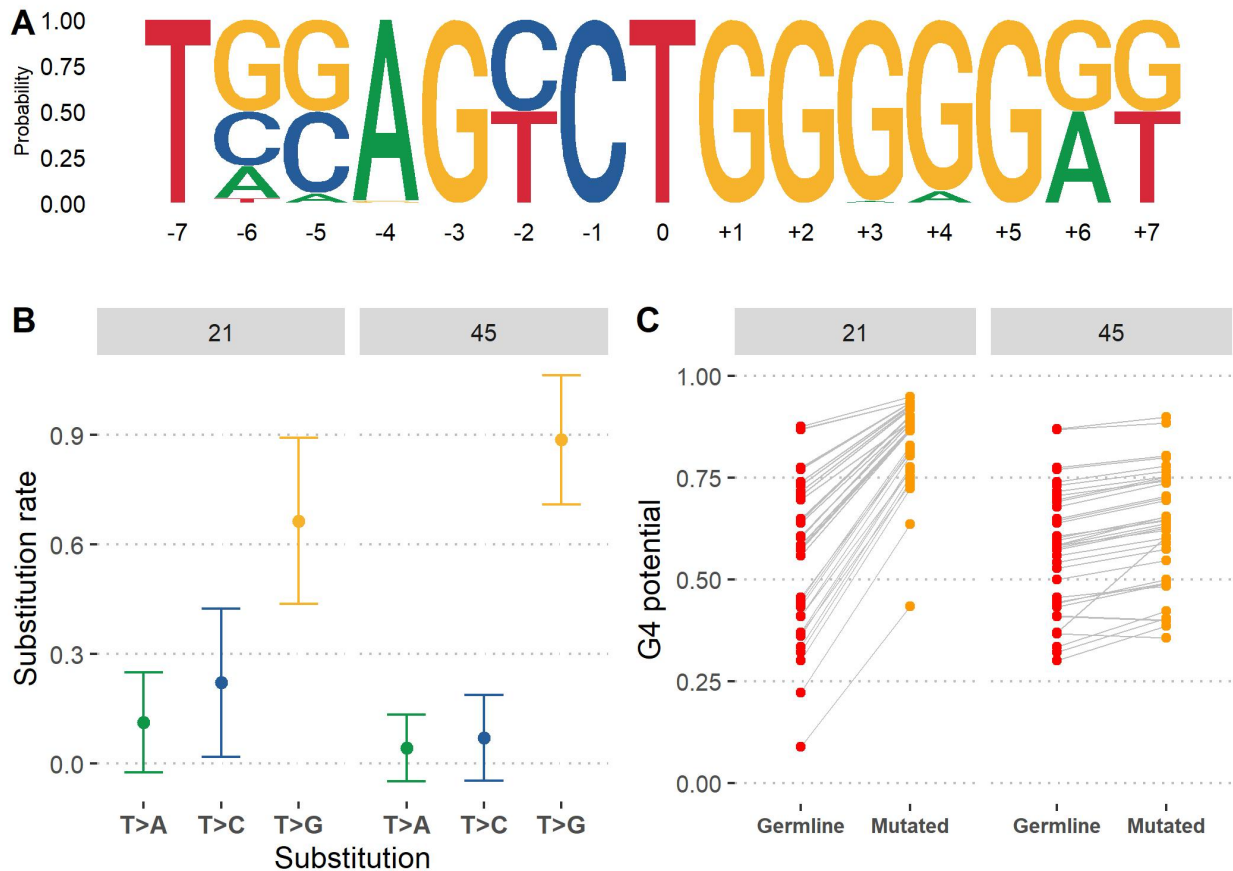 A
Probability
1.00
0.75
0.50
0.25
0.00
T G G A G C C T G G G G G G G
C C T A A T
A A
T
-7 -6 -5 -4 -3 -2 -1 0 +1 +2 +3 +4 +5 +6 +7
B
21 45
Substitution rate
0.9
0.6
0.3
0.0
T>A T>C T>G T>A T>C T>G
Substitution
C
21 45
G4 potential
1.00
0.75
0.50
0.25
0.00
Germline Mutated Germline Mutated